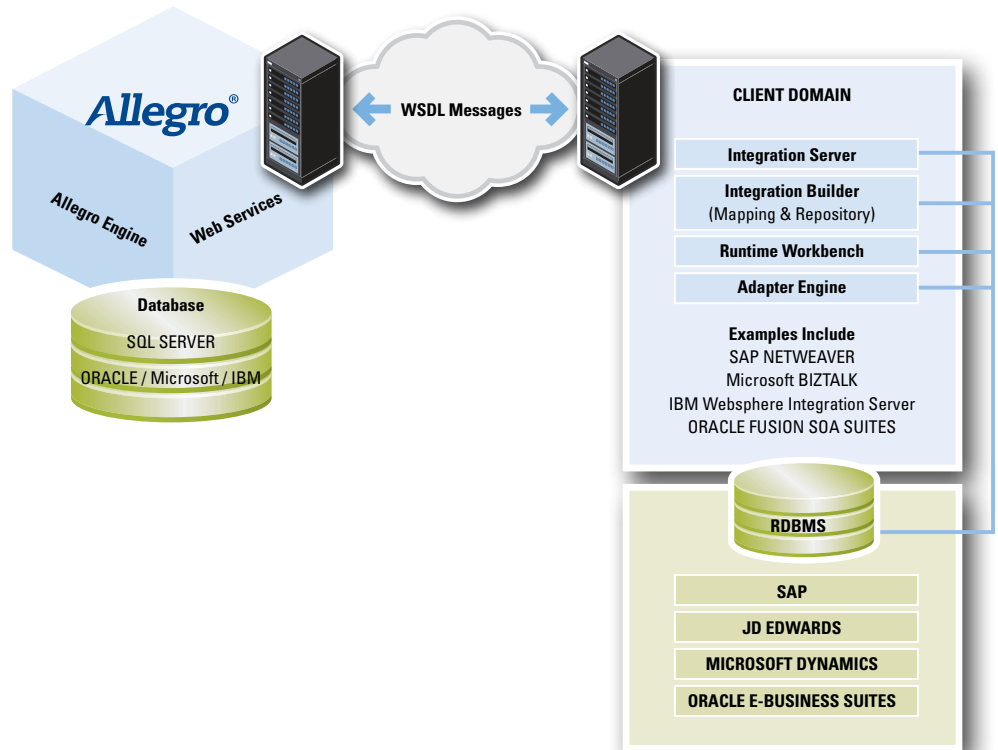 Allegro®
Allegro Engine
Web Services
Database
SQL SERVER
ORACLE / Microsoft / IBM
WSDL Messages
CLIENT DOMAIN
Integration Server
Integration Builder
(Mapping & Repository)
Runtime Workbench
Adapter Engine
Examples Include
SAP NETWEAVER
Microsoft BIZTALK
IBM Websphere Integration Server
ORACLE FUSION SOA SUITES
RDBMS
SAP
JD EDWARDS
MICROSOFT DYNAMICS
ORACLE E-BUSINESS SUITES